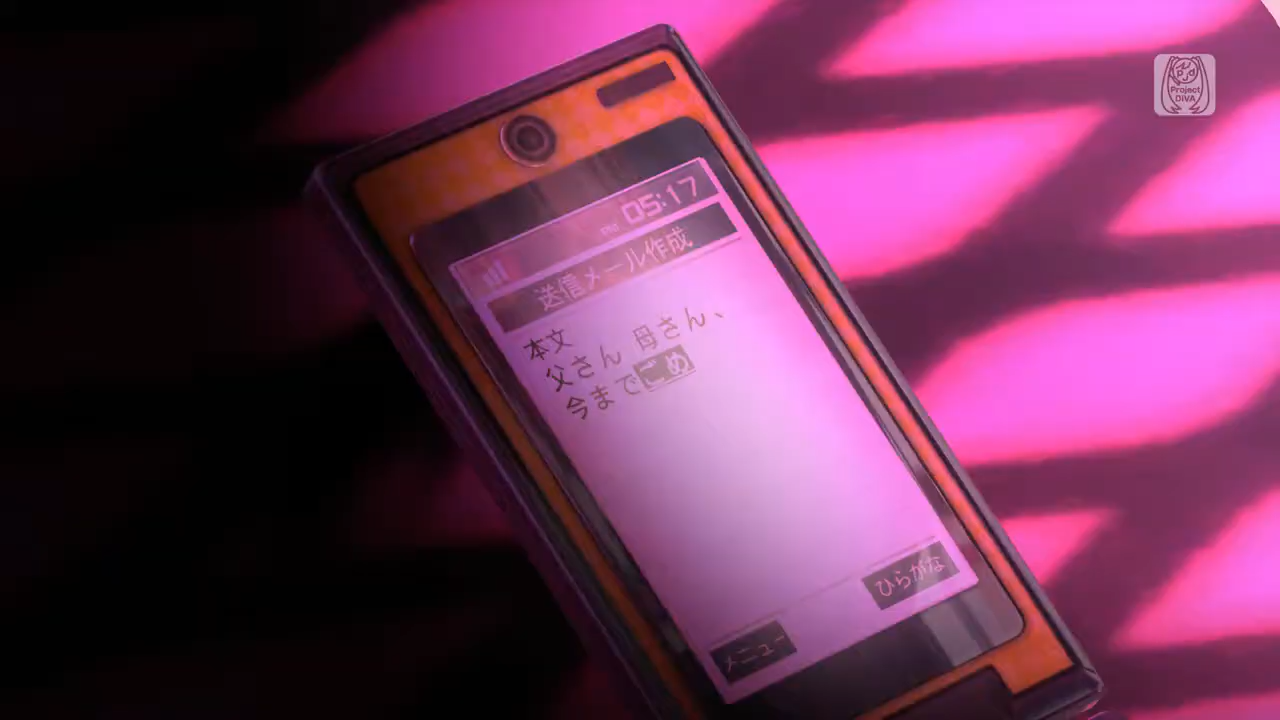 Project
DIVA
PM 05:17
送信メール作成
本文
父さん 母さん、
今までごめ
ひらがな
メニュー